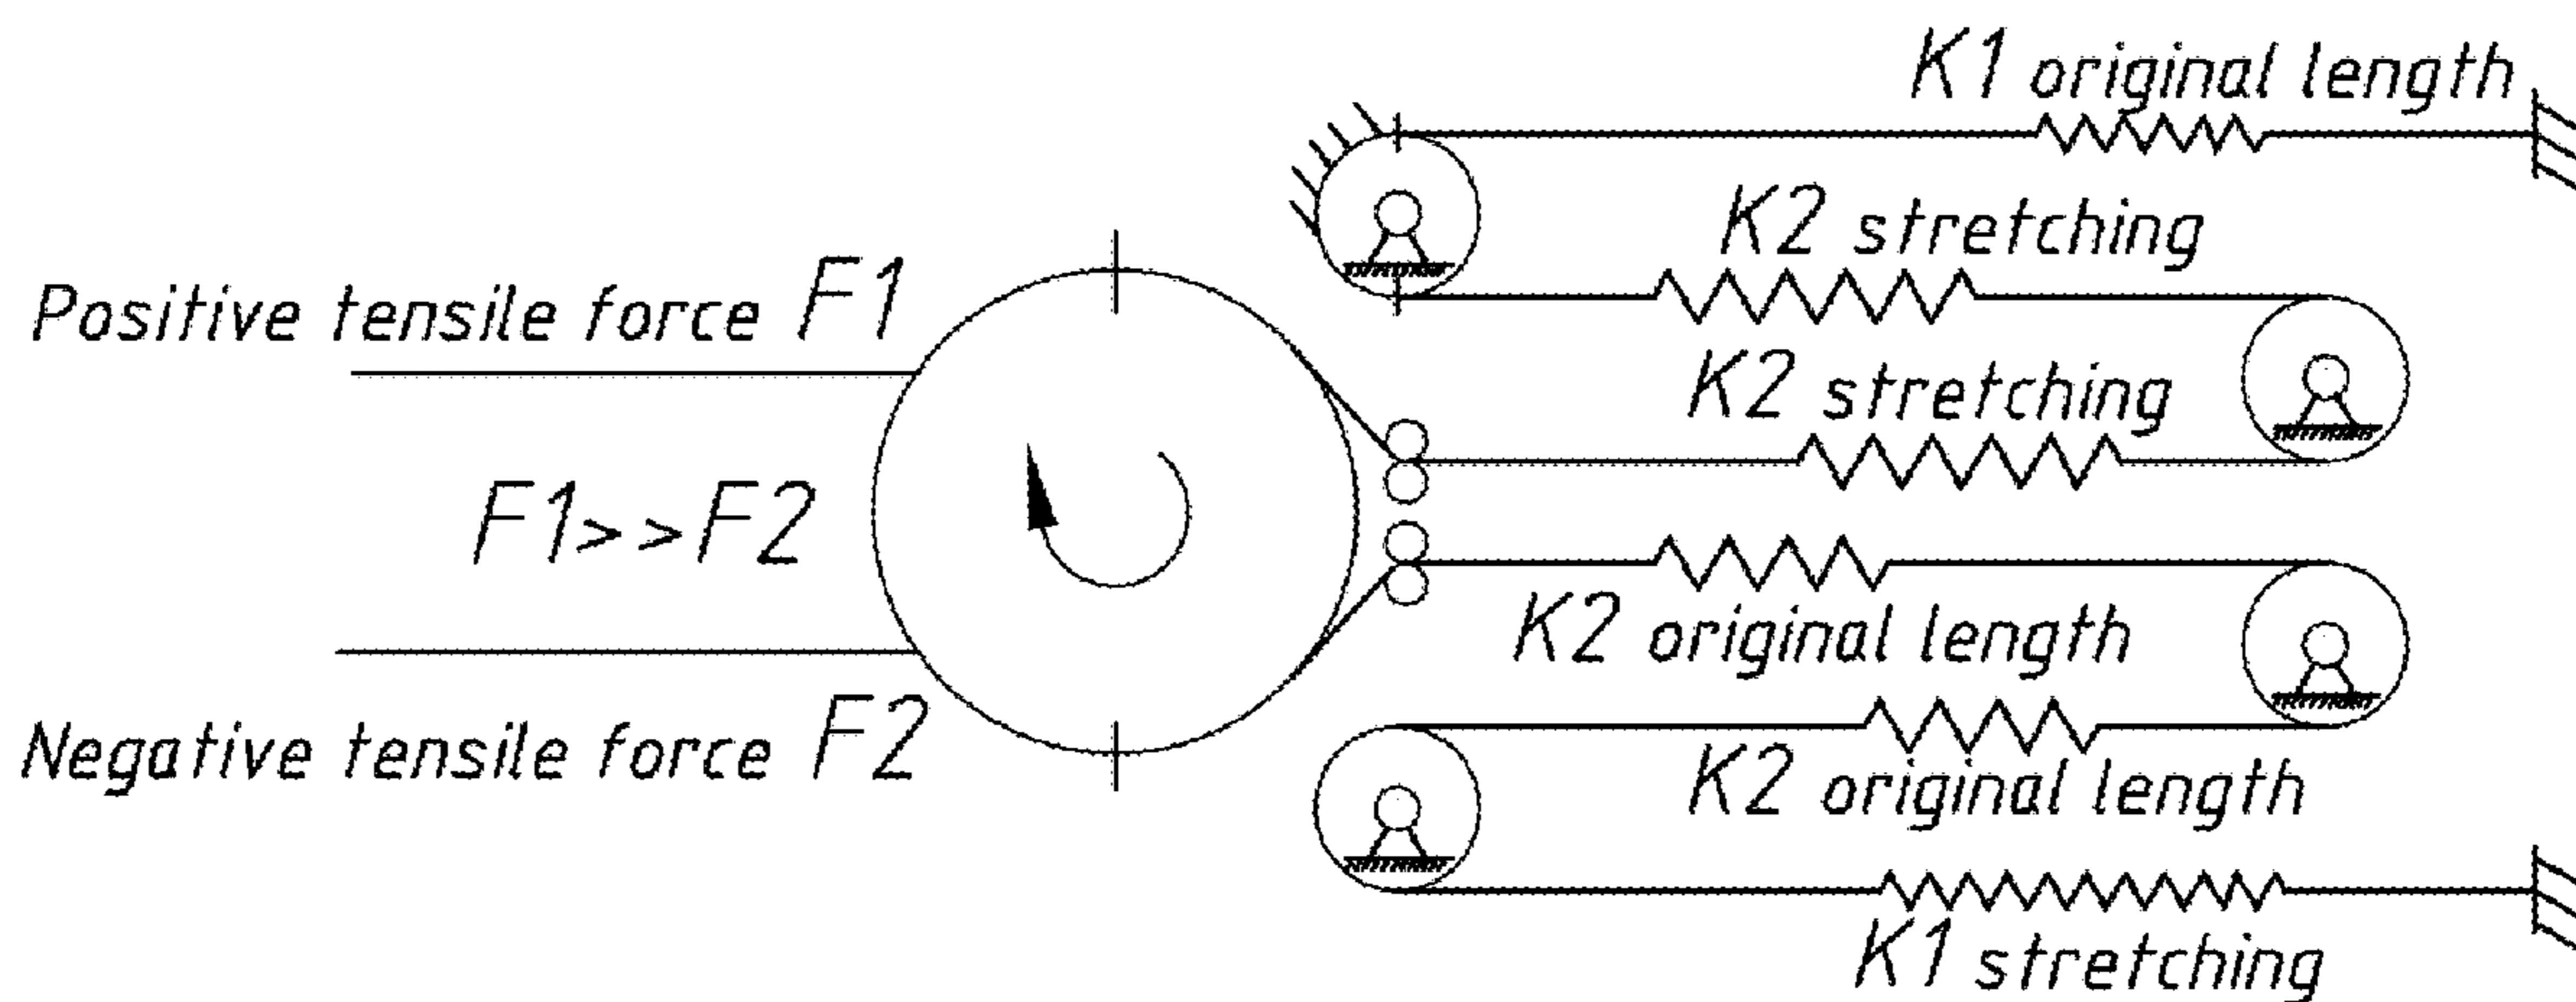 K1 original length
K2 stretching
Positive tensile force F1
K2 stretching
F1>>F2
K2 original length
Negative tensile force F2
K2 original length
K1 stretching